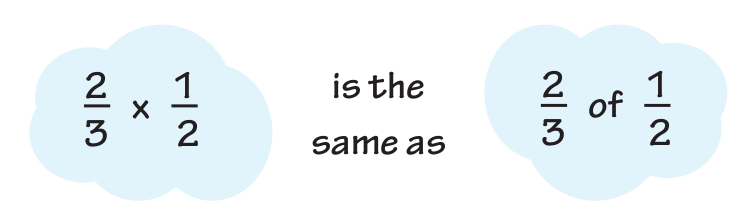 2/3 x 1/2
is the
same as
2/3 of 1/2